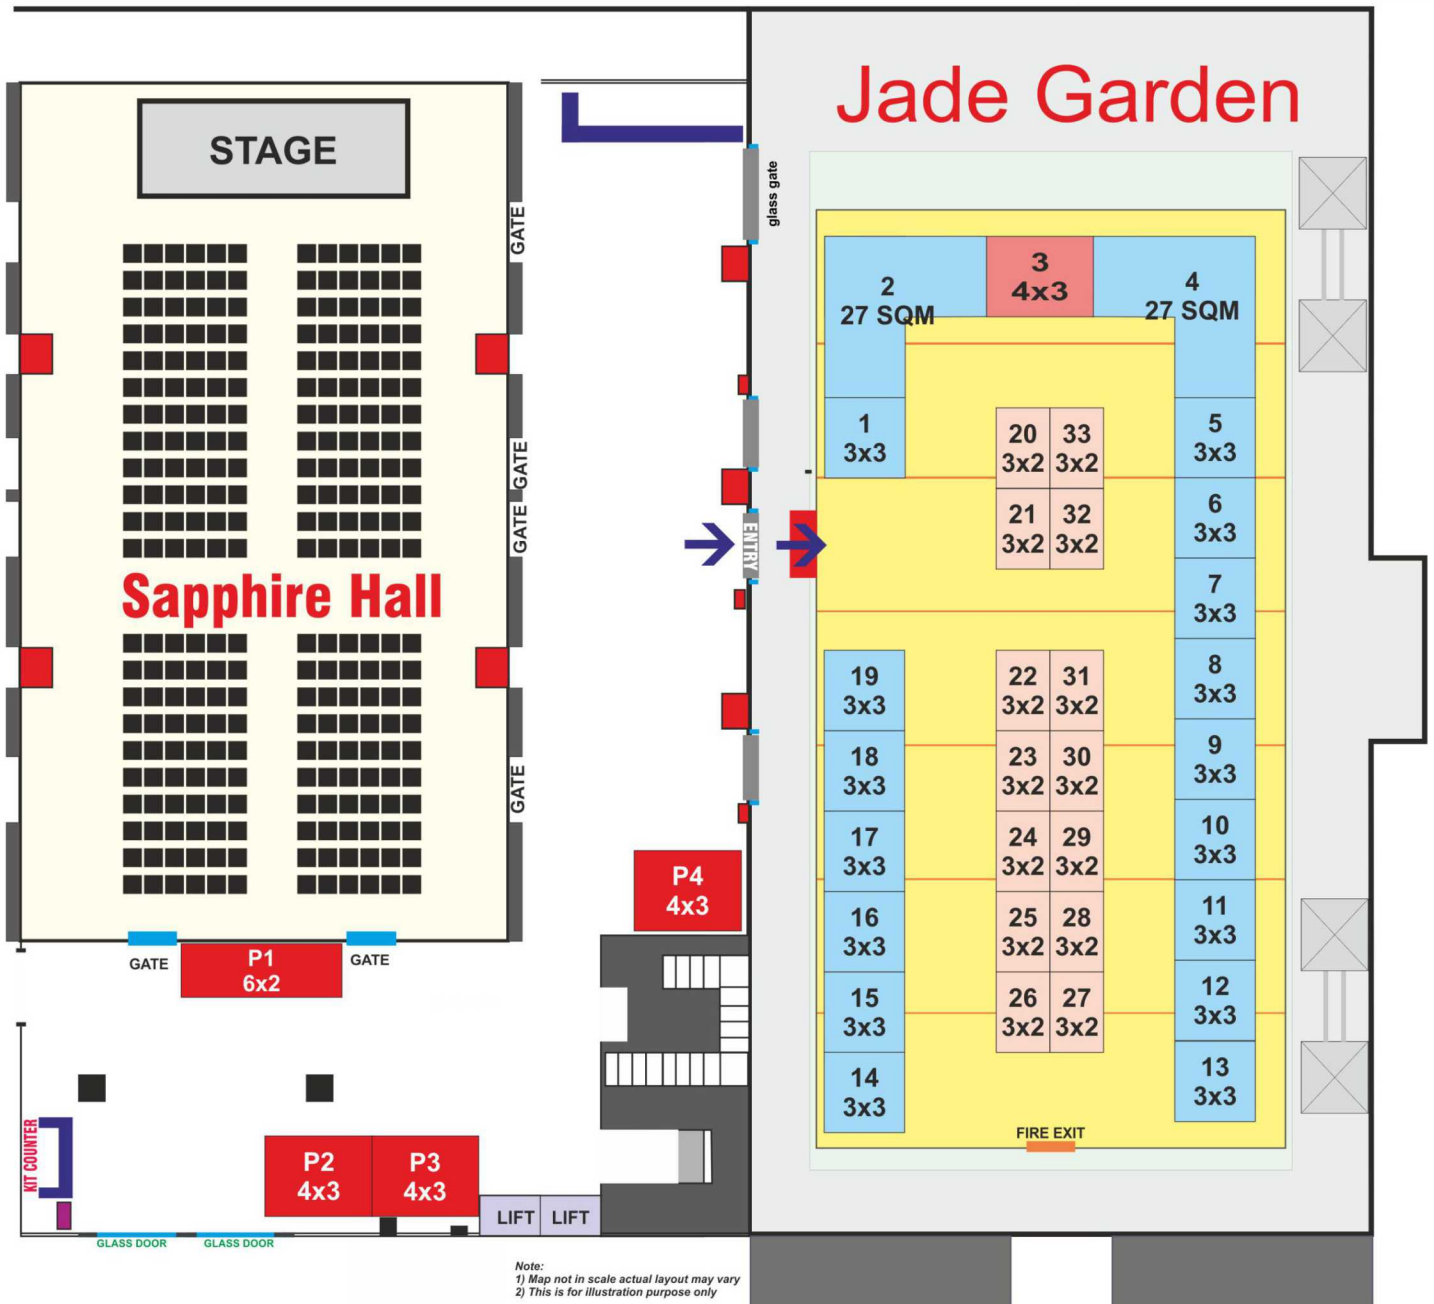 Jade Garden
STAGE
glass gate
GATE
3
4x3
2
27 SQM
4
27 SQM
1
3x3
20
3x2
33
3x2
5
3x3
GATE
GATE
21
3x2
32
3x2
6
3x3
ENTRY
Sapphire Hall
7
3x3
19
3x3
22
3x2
31
3x2
8
3x3
GATE
18
3x3
23
3x2
30
3x2
9
3x3
17
3x3
24
3x2
29
3x2
10
3x3
P4
4x3
16
3x3
25
3x2
28
3x2
11
3x3
GATE
P1
6x2
GATE
15
3x3
26
3x2
27
3x2
12
3x3
14
3x3
13
3x3
FIRE EXIT
KIT COUNTER
P2
4x3
P3
4x3
LIFT
LIFT
GLASS DOOR
GLASS DOOR
Note:
1) Map not in scale actual layout may vary
2) This is for illustration purpose only